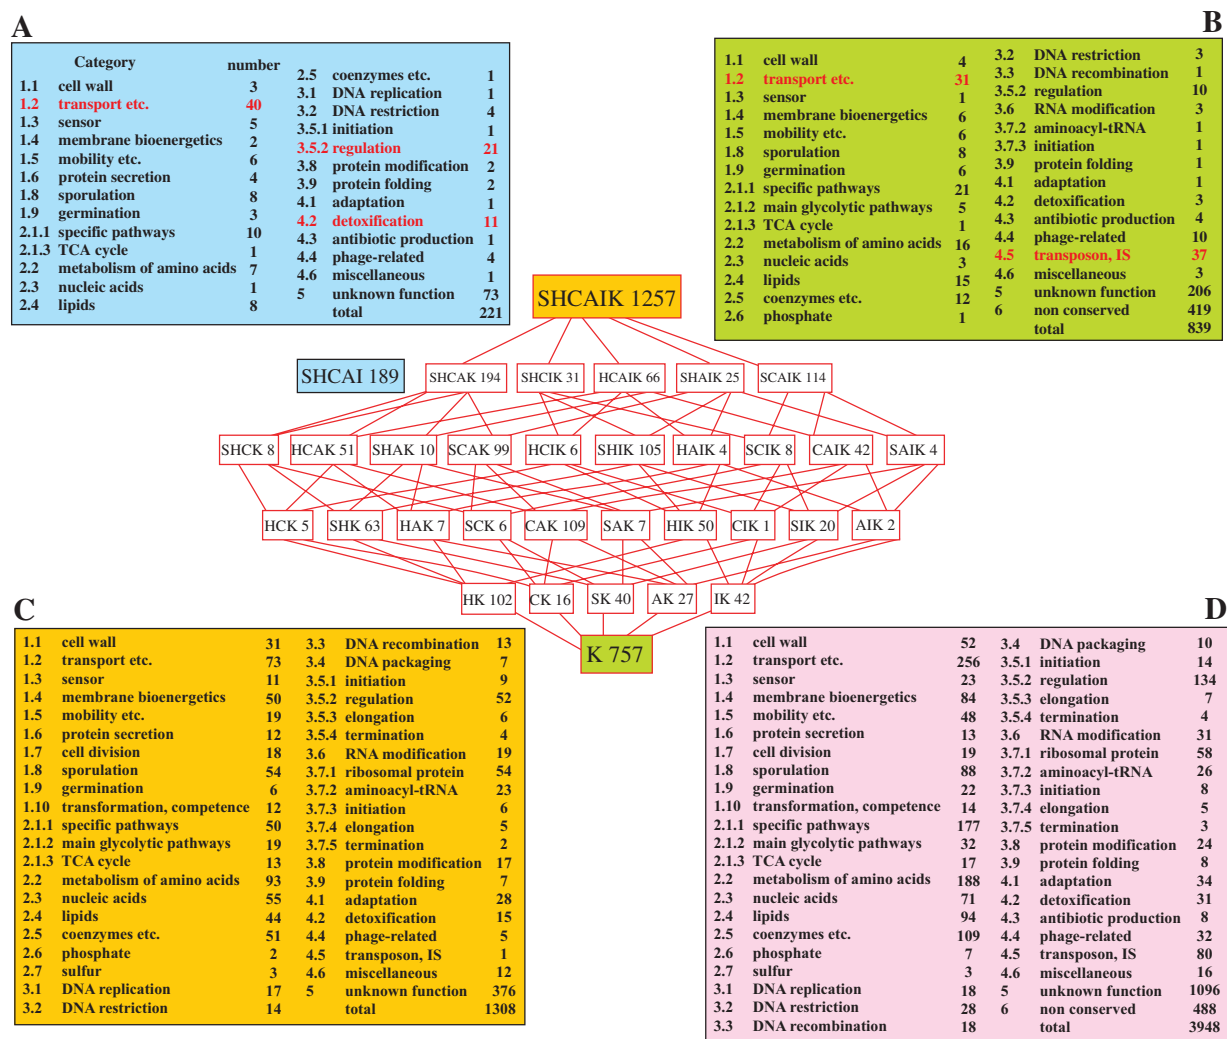 A
Category number
1.1 cell wall 3
1.2 transport etc. 40
1.3 sensor 5
1.4 membrane bioenergetics 2
1.5 mobility etc. 6
1.6 protein secretion 4
1.8 sporulation 8
1.9 germination 3
2.1.1 specific pathways 10
2.1.3 TCA cycle 1
2.2 metabolism of amino acids 7
2.3 nucleic acids 1
2.4 lipids 8
2.5 coenzymes etc. 1
3.1 DNA replication 1
3.2 DNA restriction 4
3.5.1 initiation 1
3.5.2 regulation 21
3.8 protein modification 2
3.9 protein folding 2
4.1 adaptation 1
4.2 detoxification 11
4.3 antibiotic production 1
4.4 phage-related 4
4.6 miscellaneous 1
5 unknown function 73
total 221
B
1.1 cell wall 4
1.2 transport etc. 31
1.3 sensor 1
1.4 membrane bioenergetics 6
1.5 mobility etc. 6
1.8 sporulation 8
1.9 germination 6
2.1.1 specific pathways 21
2.1.2 main glycolytic pathways 5
2.1.3 TCA cycle 1
2.2 metabolism of amino acids 16
2.3 nucleic acids 3
2.4 lipids 15
2.5 coenzymes etc. 12
2.6 phosphate 1
3.2 DNA restriction 3
3.3 DNA recombination 1
3.5.2 regulation 10
3.6 RNA modification 3
3.7.2 aminoacyl-tRNA 1
3.7.3 initiation 1
3.9 protein folding 1
4.1 adaptation 1
4.2 detoxification 3
4.3 antibiotic production 4
4.4 phage-related 10
4.5 transposon, IS 37
4.6 miscellaneous 3
5 unknown function 206
6 non conserved 419
total 839
SHCAIK 1257
SHCAI 189
SHCAK 194 SHCIK 31 HCAIK 66 SHAIK 25 SCAIK 114
SHCK 8 HCAK 51 SHAK 10 SCAK 99 HCIK 6 SHIK 105 HAIK 4 SCIK 8 CAIK 42 SAIK 4
HCK 5 SHK 63 HAK 7 SCK 6 CAK 109 SAK 7 HIK 50 CIK 1 SIK 20 AIK 2
HK 102 CK 16 SK 40 AK 27 IK 42
K 757
C
1.1 cell wall 31
1.2 transport etc. 73
1.3 sensor 11
1.4 membrane bioenergetics 50
1.5 mobility etc. 19
1.6 protein secretion 12
1.7 cell division 18
1.8 sporulation 54
1.9 germination 6
1.10 transformation, competence 12
2.1.1 specific pathways 50
2.1.2 main glycolytic pathways 19
2.1.3 TCA cycle 13
2.2 metabolism of amino acids 93
2.3 nucleic acids 55
2.4 lipids 44
2.5 coenzymes etc. 51
2.6 phosphate 2
2.7 sulfur 3
3.1 DNA replication 17
3.2 DNA restriction 14
3.3 DNA recombination 13
3.4 DNA packaging 7
3.5.1 initiation 9
3.5.2 regulation 52
3.5.3 elongation 6
3.5.4 termination 4
3.6 RNA modification 19
3.7.1 ribosomal protein 54
3.7.2 aminoacyl-tRNA 23
3.7.3 initiation 6
3.7.4 elongation 5
3.7.5 termination 2
3.8 protein modification 17
3.9 protein folding 7
4.1 adaptation 28
4.2 detoxification 15
4.4 phage-related 5
4.5 transposon, IS 1
4.6 miscellaneous 12
5 unknown function 376
total 1308
D
1.1 cell wall 52
1.2 transport etc. 256
1.3 sensor 23
1.4 membrane bioenergetics 84
1.5 mobility etc. 48
1.6 protein secretion 13
1.7 cell division 19
1.8 sporulation 88
1.9 germination 22
1.10 transformation, competence 14
2.1.1 specific pathways 177
2.1.2 main glycolytic pathways 32
2.1.3 TCA cycle 17
2.2 metabolism of amino acids 188
2.3 nucleic acids 71
2.4 lipids 94
2.5 coenzymes etc. 109
2.6 phosphate 7
2.7 sulfur 3
3.1 DNA replication 18
3.2 DNA restriction 28
3.3 DNA recombination 18
3.4 DNA packaging 10
3.5.1 initiation 14
3.5.2 regulation 134
3.5.3 elongation 7
3.5.4 termination 4
3.6 RNA modification 31
3.7.1 ribosomal protein 58
3.7.2 aminoacyl-tRNA 26
3.7.3 initiation 8
3.7.4 elongation 5
3.7.5 termination 3
3.8 protein modification 24
3.9 protein folding 8
4.1 adaptation 34
4.2 detoxification 31
4.3 antibiotic production 8
4.4 phage-related 32
4.5 transposon, IS 80
4.6 miscellaneous 16
5 unknown function 1096
6 non conserved 488
total 3948